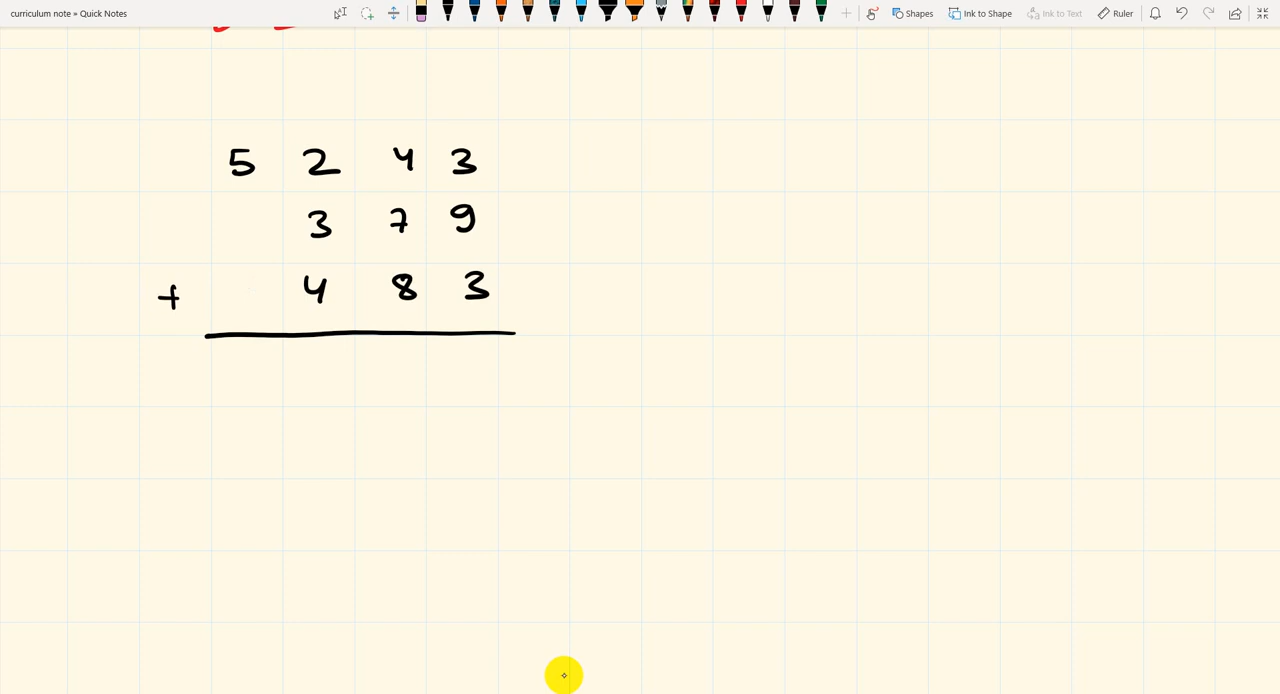 curriculum note » Quick Notes Shapes Ink to Shape Ink to Text Ruler
5 2 4 3
3 7 9
+ 4 8 3